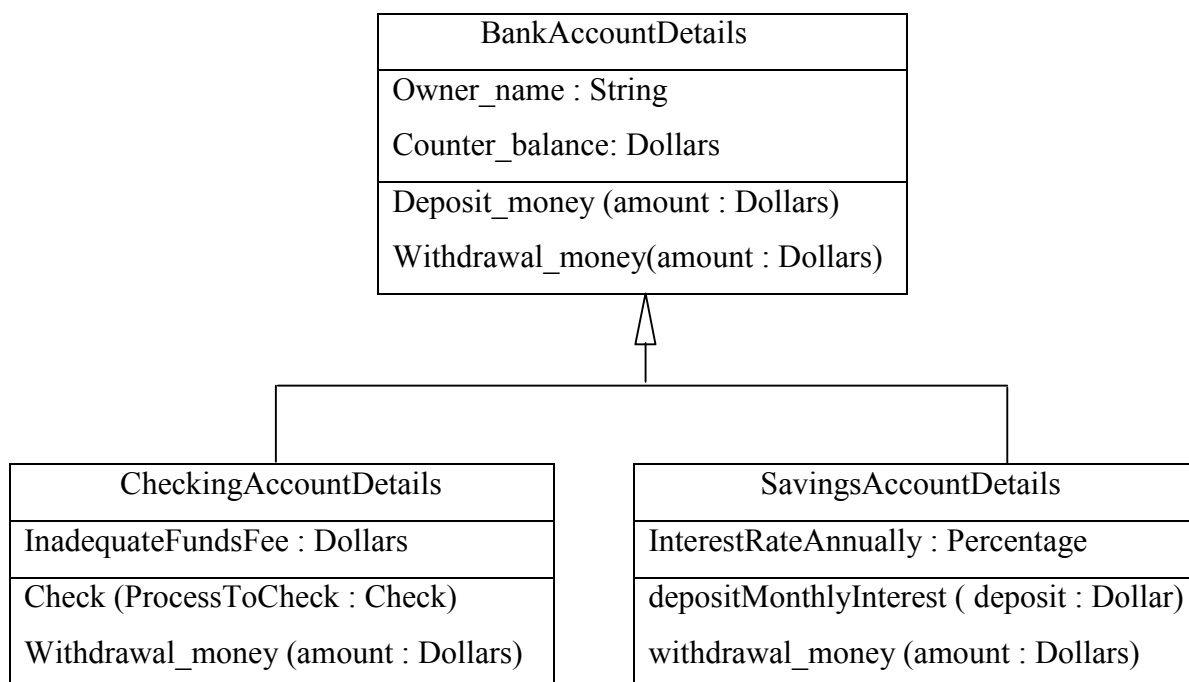 BankAccountDetails
Owner_name : String
Counter_balance: Dollars
Deposit_money (amount : Dollars)
Withdrawal_money(amount : Dollars)
CheckingAccountDetails
InadequateFundsFee : Dollars
Check (ProcessToCheck : Check)
Withdrawal_money (amount : Dollars)
SavingsAccountDetails
InterestRateAnnually : Percentage
depositMonthlyInterest ( deposit : Dollar)
withdrawal_money (amount : Dollars)